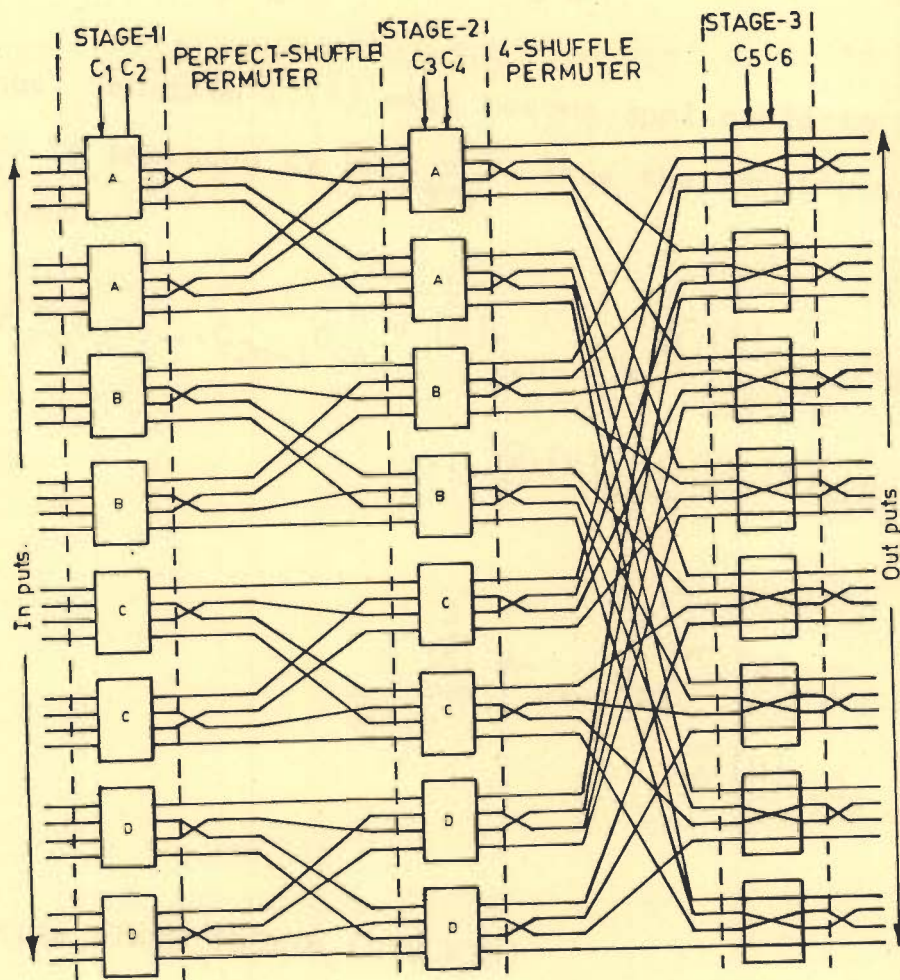 STAGE-1
C1 C2
PERFECT-SHUFFLE
PERMUTER
STAGE-2
C3 C4
4-SHUFFLE
PERMUTER
STAGE-3
C5 C6
A
A
B
B
C
C
D
D
A
A
B
B
C
C
D
D
In puts.
Out puts